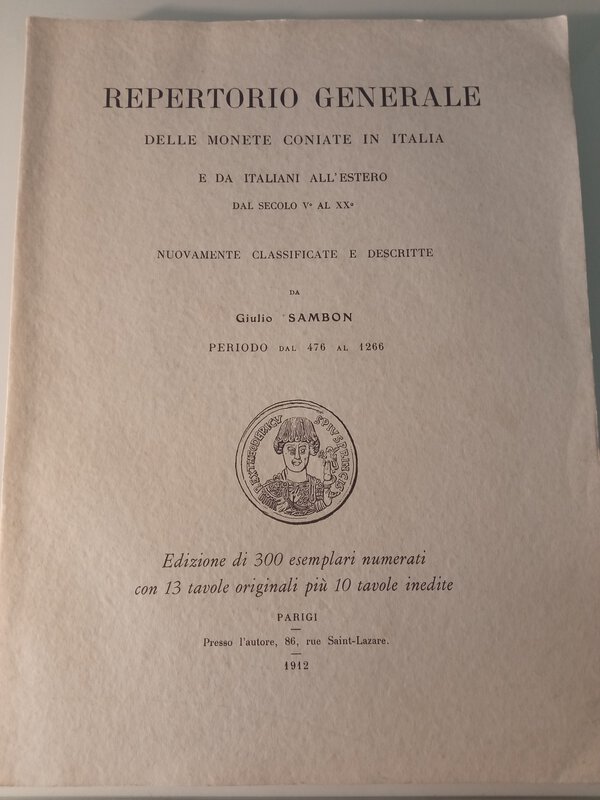 REPERTORIO GENERALE
DELLE MONETE CONIATE IN ITALIA
E DA ITALIANI ALL'ESTERO
DAL SECOLO Vº AL XXº
NUOVAMENTE CLASSIFICATE E DESCRITTE
DA
Giulio SAMBON
PERIODO DAL 476 AL 1266
REXTHEODERICVS PIVSPRINCIS
Edizione di 300 esemplari numerati
con 13 tavole originali più 10 tavole inedite
PARIGI
Presso l'autore, 86, rue Saint-Lazare.
1912